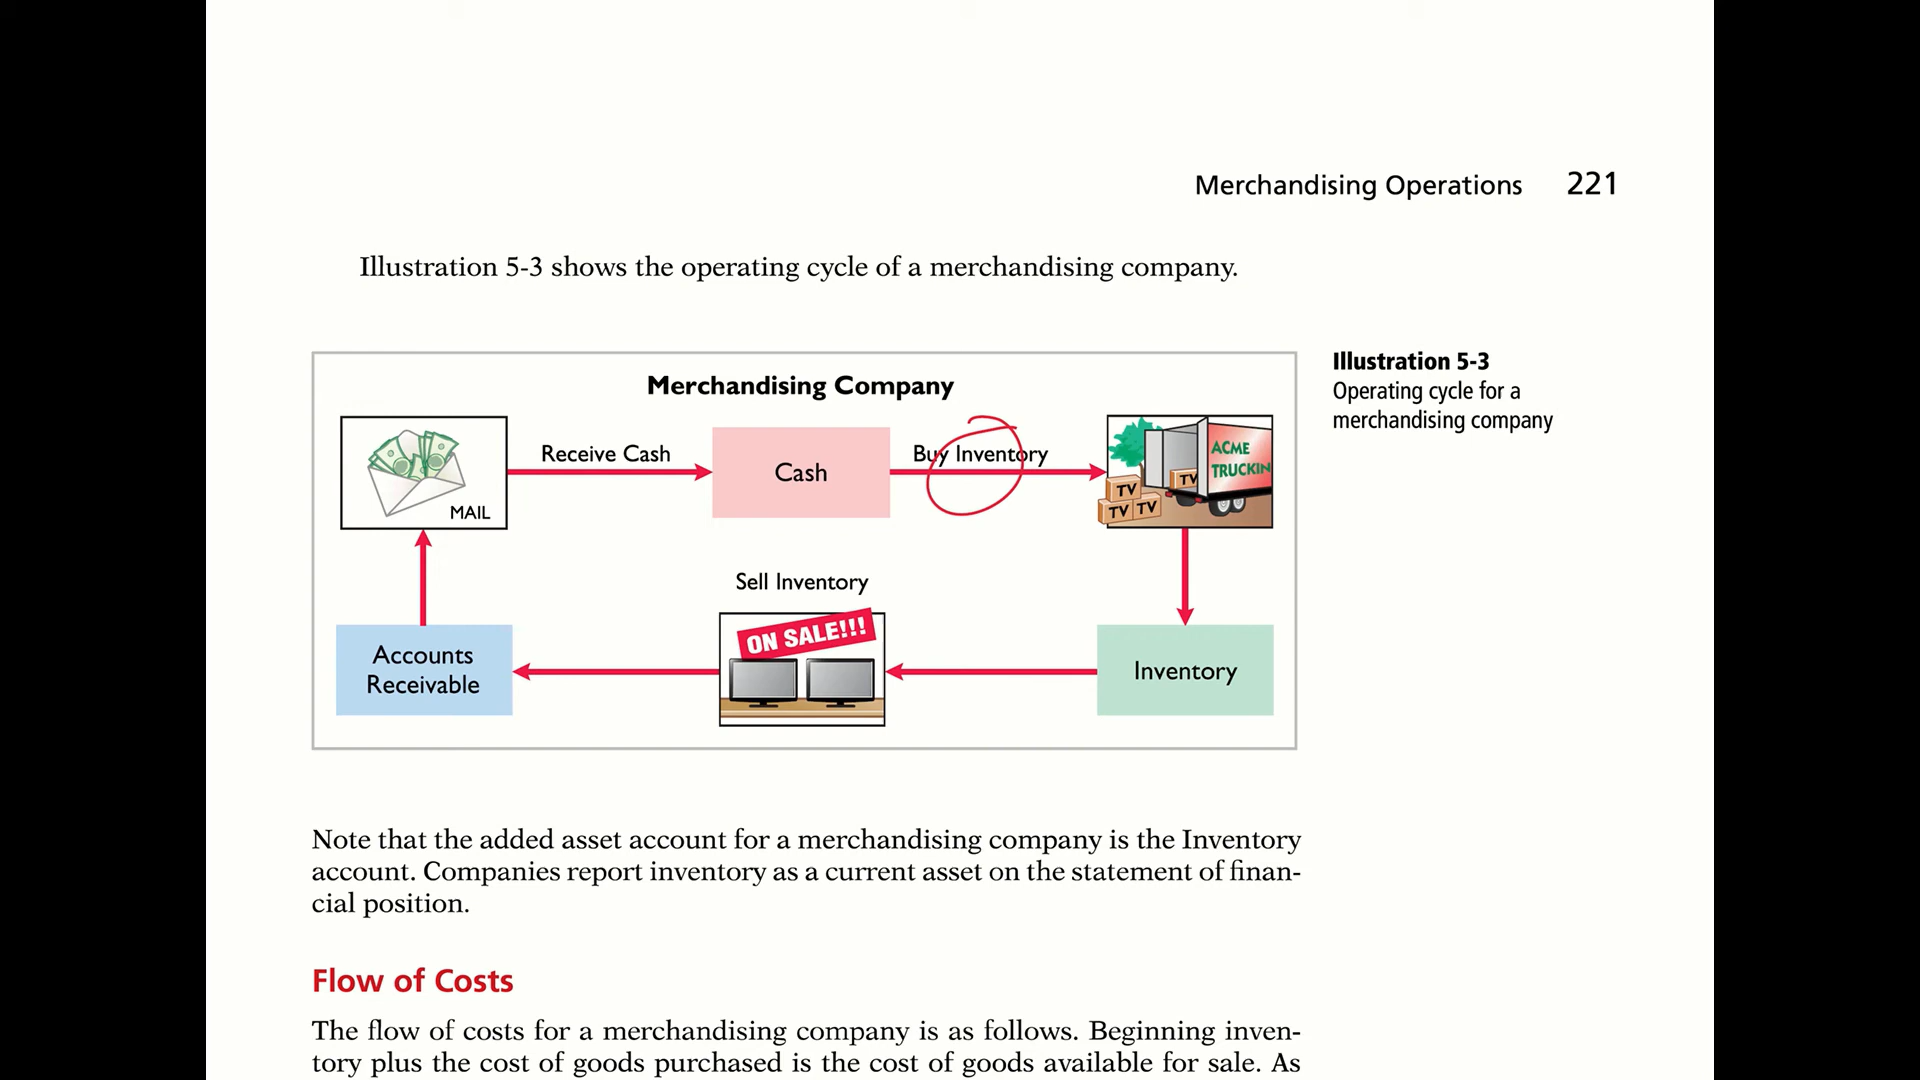 Merchandising Operations 221
Illustration 5-3 shows the operating cycle of a merchandising company.
Illustration 5-3
Operating cycle for a
merchandising company
Merchandising Company
MAIL
Receive Cash
Cash
Buy Inventory
ACME
TRUCKIN
TV
TV
TV TV
Sell Inventory
ON SALE!!!
Accounts
Receivable
Inventory
Note that the added asset account for a merchandising company is the Inventory
account. Companies report inventory as a current asset on the statement of finan-
cial position.
Flow of Costs
The flow of costs for a merchandising company is as follows. Beginning inven-
tory plus the cost of goods purchased is the cost of goods available for sale. As